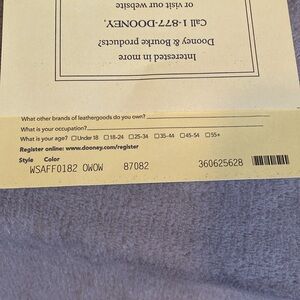 Interested in more
Dooney & Bourke products?
Call 1-877-DOONEY.
or visit our website
What other brands of leathergoods do you own?
What is your occupation?
What is your age? ☐ Under 18 ☐ 18-24 ☐ 25-34 ☐ 35-44 ☐ 45-54 ☐ 55+
Register online: www.dooney.com/register
Style Color
WSAFF0182 OWOW 87082 360625628